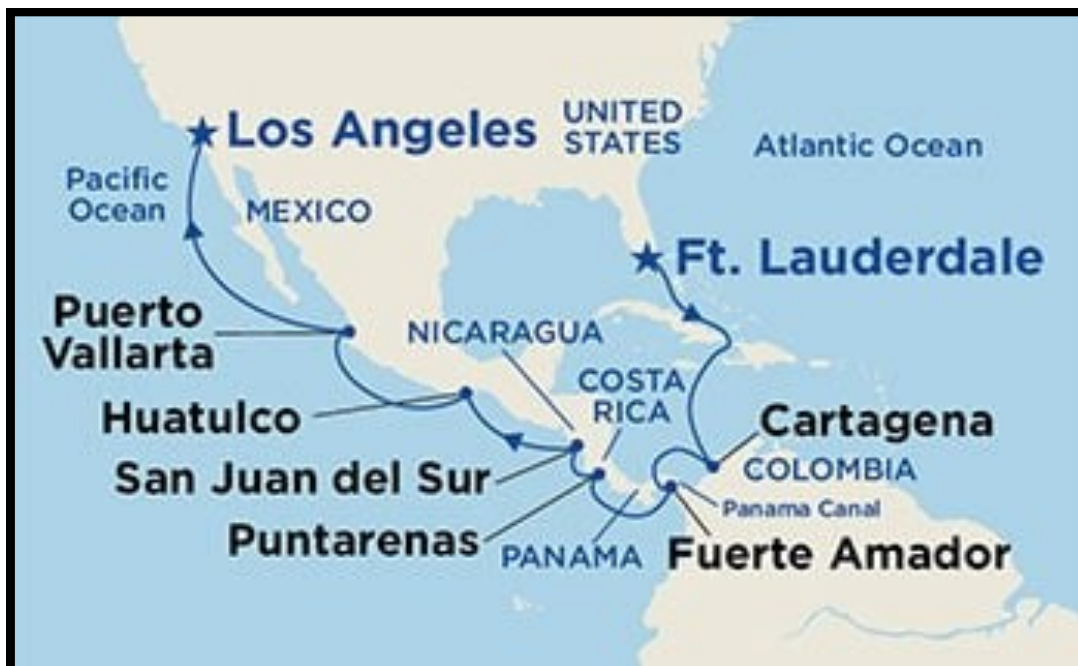 Los Angeles
UNITED
STATES
Atlantic Ocean
Pacific
Ocean
MEXICO
Ft. Lauderdale
Puerto
Vallarta
NICARAGUA
COSTA
RICA
Huatulco
Cartagena
San Juan del Sur
COLOMBIA
Panama Canal
Puntarenas
PANAMA
Fuerte Amador